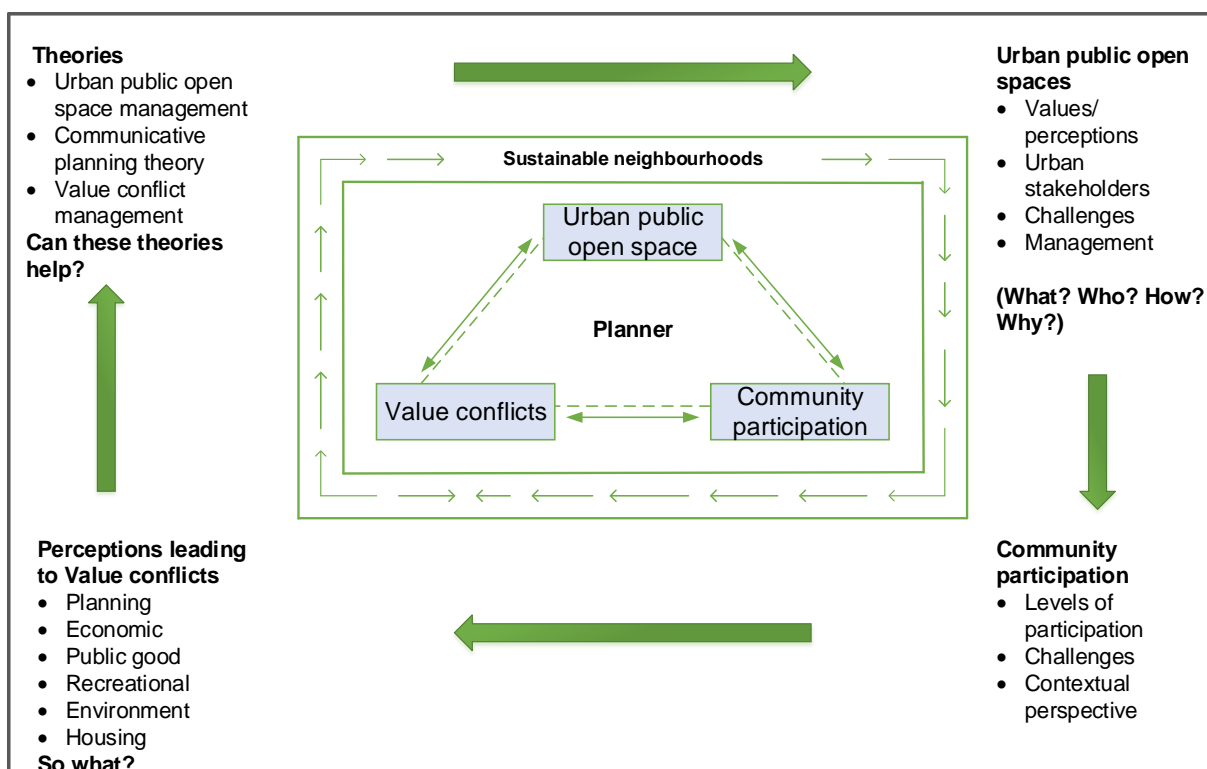 Theories
• Urban public open
space management
• Communicative
planning theory
• Value conflict
management
Can these theories
help?
Sustainable neighbourhoods
Urban public
open space
Planner
Value conflicts
Community
participation
Urban public open
spaces
• Values/
perceptions
• Urban
stakeholders
• Challenges
• Management
(What? Who? How?
Why?)
Perceptions leading
to Value conflicts
• Planning
• Economic
• Public good
• Recreational
• Environment
• Housing
So what?
Community
participation
• Levels of
participation
• Challenges
• Contextual
perspective